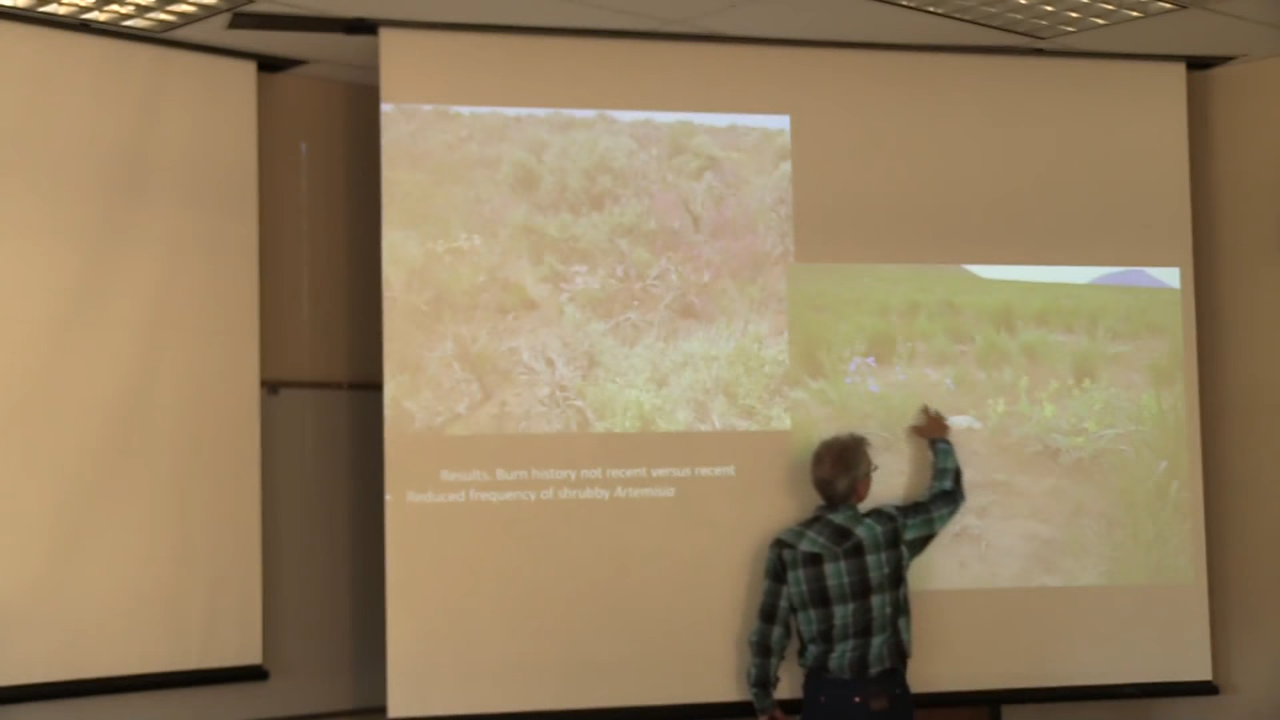 Results. Burn history not recent versus recent
Reduced frequency of shrubby Artemisia